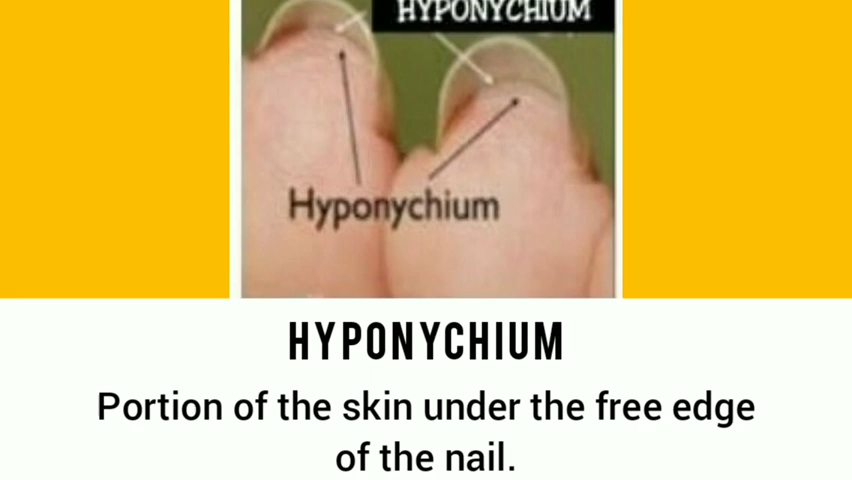 HYPONYCHIUM
Hyponychium
HYPONYCHIUM
Portion of the skin under the free edge
of the nail.